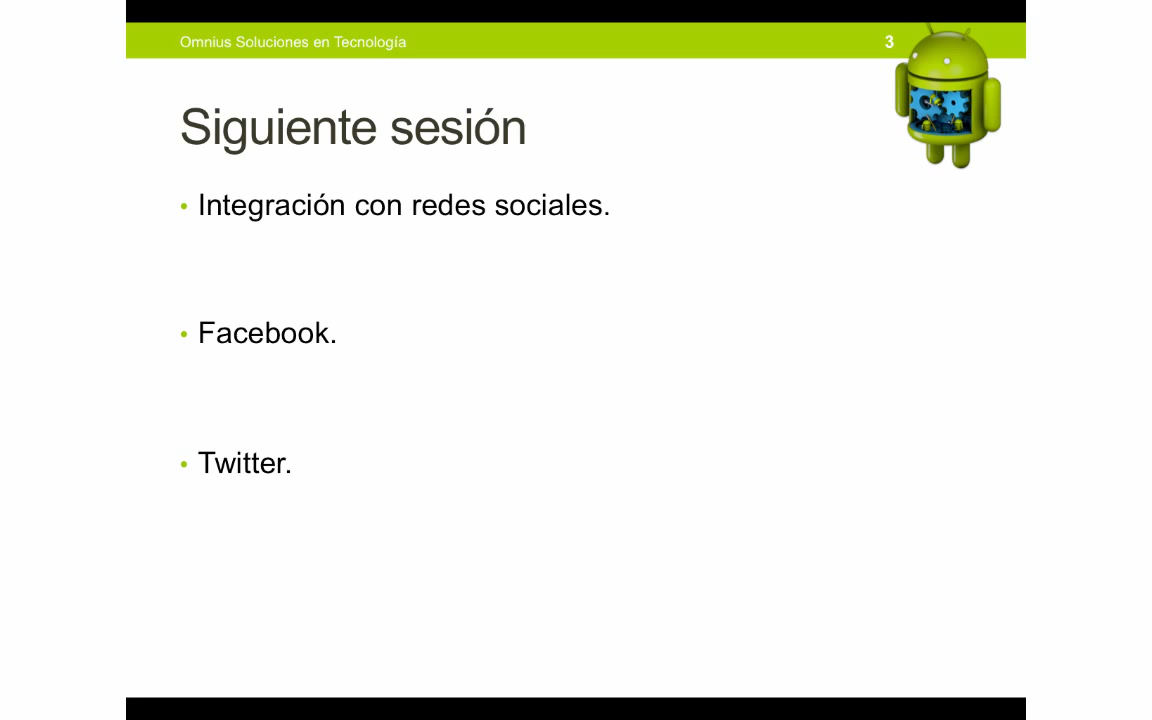 Omnius Soluciones en Tecnología
3
Siguiente sesión
• Integración con redes sociales.
• Facebook.
• Twitter.